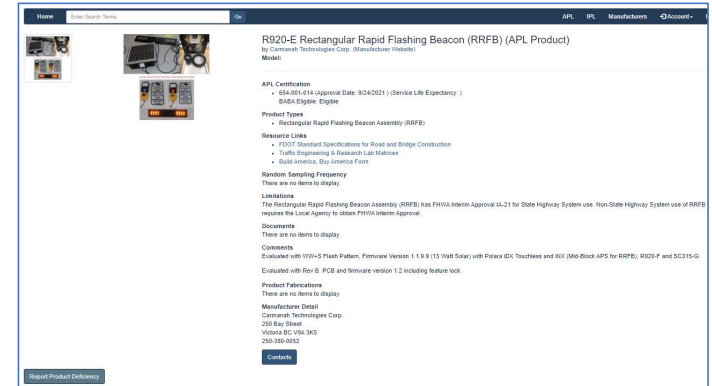 Home
Enter Search Terms
Go
APL
IPL
Manufacturers
Account
R920-E Rectangular Rapid Flashing Beacon (RRFB) (APL Product)
by Carmanah Technologies Corp. (Manufacturer Website)
Model:
APL Certification
• 654-001-014 (Approval Date: 9/24/2021 ) (Service Life Expectancy: )
BABA Eligible: Eligible
Product Types
• Rectangular Rapid Flashing Beacon Assembly (RRFB)
Resource Links
• FDOT Standard Specifications for Road and Bridge Construction
• Traffic Engineering & Research Lab Matrices
• Build America, Buy America Form
Random Sampling Frequency
There are no items to display.
Limitations
The Rectangular Rapid Flashing Beacon Assembly (RRFB) has FHWA Interim Approval IA-21 for State Highway System use. Non-State Highway System use of RRFB
requires the Local Agency to obtain FHWA Interim Approval.
Documents
There are no items to display.
Comments
Evaluated with WW+S Flash Pattern, Firmware Version 1.1.9.9 (13 Watt Solar) with Polara iDX Touchless and iNX (Mid-Block APS for RRFB), R920-F and SC315-G.
Evaluated with Rev B. PCB and firmware version 1.2 including feature lock.
Product Fabrications
There are no items to display.
Manufacturer Detail
Carmanah Technologies Corp.
250 Bay Street
Victoria BC V9A 3K5
250-380-0052
Contacts
Report Product Deficiency